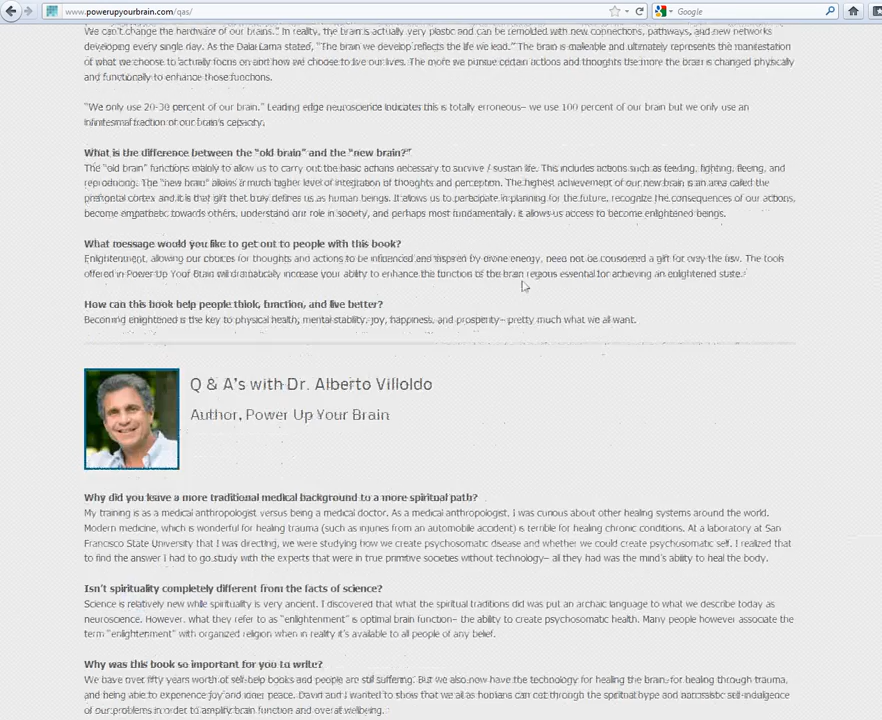 www.powerupyourbrain.com/qas/
Google
We can't change the hardware of our brains." In reality, the brain is actually very plastic and can be remolded with new connections, pathways, and new networks
developing every single day. As the Dalai Lama stated, "The brain we develop reflects the life we lead." The brain is malleable and ultimately represents the manifestation
of what we choose to actually focus on and how we choose to live our lives. The more we pursue certain actions and thoughts the more the brain is changed physically
and functionally to enhance those functions.
"We only use 20-30 percent of our brain." Leading edge neuroscience indicates this is totally erroneous– we use 100 percent of our brain but we only use an
infinitesimal fraction of our brain's capacity.
What is the difference between the "old brain" and the "new brain?"
The "old brain" functions mainly to allow us to carry out the basic actions necessary to survive / sustain life. This includes actions such as feeding, fighting, fleeing, and
reproducing. The "new brain" allows a much higher level of integration of thoughts and perception. The highest achievement of our new brain is an area called the
prefrontal cortex and it is that gift that truly defines us as human beings. It allows us to participate in planning for the future, recognize the consequences of our actions,
become empathetic towards others, understand our role in society, and perhaps most fundamentally, it allows us access to become enlightened beings.
What message would you like to get out to people with this book?
Enlightenment, allowing our choices for thoughts and actions to be influenced and inspired by divine energy, need not be considered a gift for only the few. The tools
offered in Power Up Your Brain will dramatically increase your ability to enhance the function of the brain regions essential for achieving an enlightened state.
How can this book help people think, function, and live better?
Becoming enlightened is the key to physical health, mental stability, joy, happiness, and prosperity– pretty much what we all want.
Q & A's with Dr. Alberto Villoldo
Author, Power Up Your Brain
Why did you leave a more traditional medical background to a more spiritual path?
My training is as a medical anthropologist versus being a medical doctor. As a medical anthropologist, I was curious about other healing systems around the world.
Modern medicine, which is wonderful for healing trauma (such as injuries from an automobile accident) is terrible for healing chronic conditions. At a laboratory at San
Francisco State University that I was directing, we were studying how we create psychosomatic disease and whether we could create psychosomatic self. I realized that
to find the answer I had to go study with the experts that were in true primitive societies without technology– all they had was the mind's ability to heal the body.
Isn't spirituality completely different from the facts of science?
Science is relatively new while spirituality is very ancient. I discovered that what the spiritual traditions did was put an archaic language to what we describe today as
neuroscience. However, what they refer to as "enlightenment" is optimal brain function– the ability to create psychosomatic health. Many people however associate the
term "enlightenment" with organized religion when in reality it's available to all people of any belief.
Why was this book so important for you to write?
We have over fifty years worth of self-help books and people are still suffering. But we also now have the technology for healing the brain– for healing through trauma,
and being able to experience joy and inner peace. David and I wanted to show that we all as humans can cut through the spiritual hype and narcissistic self-indulgence
of our problems in order to amplify brain function and overall wellbeing.